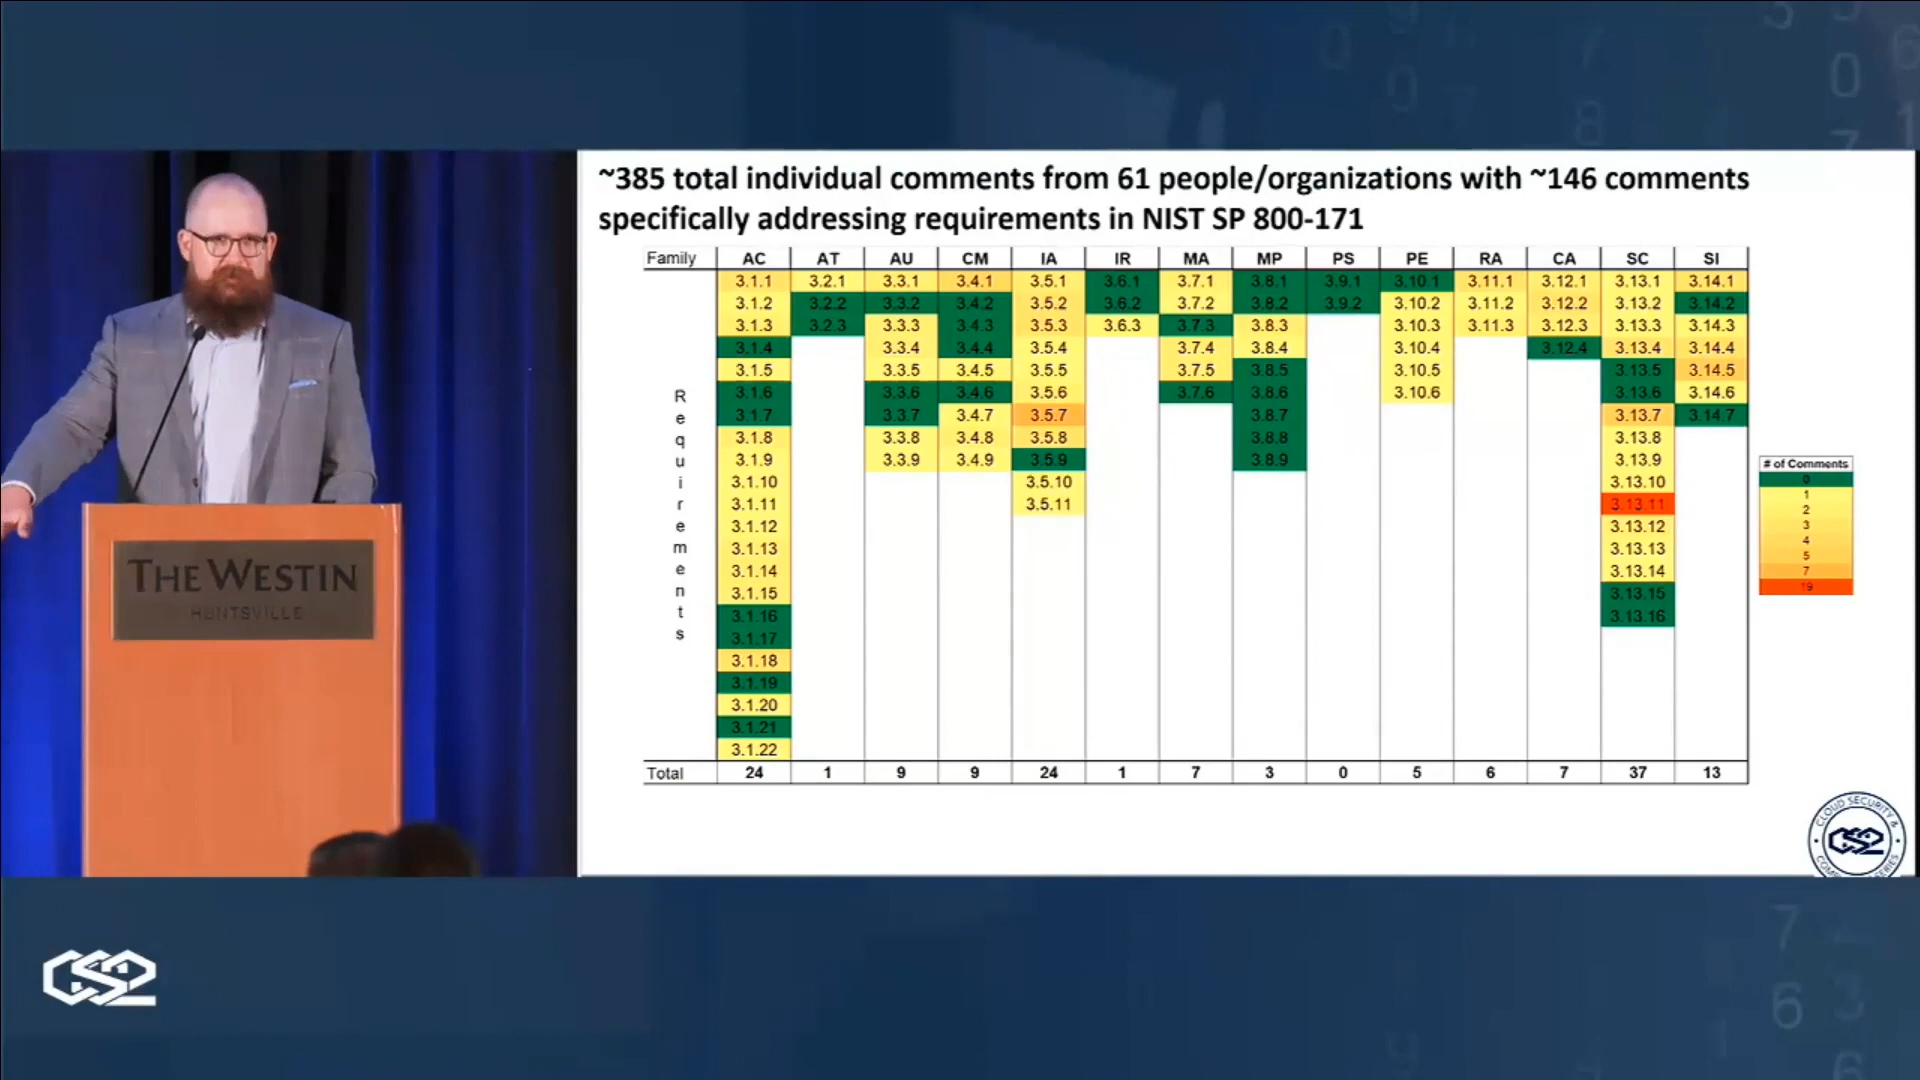 ~385 total individual comments from 61 people/organizations with ~146 comments
specifically addressing requirements in NIST SP 800-171
Family AC AT AU CM IA IR MA MP PS PE RA CA SC SI
3.1.1 3.2.1 3.3.1 3.4.1 3.5.1 3.6.1 3.7.1 3.8.1 3.9.1 3.10.1 3.11.1 3.12.1 3.13.1 3.14.1
3.1.2 3.2.2 3.3.2 3.4.2 3.5.2 3.6.2 3.7.2 3.8.2 3.9.2 3.10.2 3.11.2 3.12.2 3.13.2 3.14.2
3.1.3 3.2.3 3.3.3 3.4.3 3.5.3 3.6.3 3.7.3 3.8.3 3.10.3 3.11.3 3.12.3 3.13.3 3.14.3
3.1.4 3.3.4 3.4.4 3.5.4 3.7.4 3.8.4 3.10.4 3.12.4 3.13.4 3.14.4
3.1.5 3.3.5 3.4.5 3.5.5 3.7.5 3.8.5 3.10.5 3.13.5 3.14.5
3.1.6 3.3.6 3.4.6 3.5.6 3.7.6 3.8.6 3.10.6 3.13.6 3.14.6
3.1.7 3.3.7 3.4.7 3.5.7 3.8.7 3.13.7 3.14.7
3.1.8 3.3.8 3.4.8 3.5.8 3.8.8 3.13.8
3.1.9 3.3.9 3.4.9 3.5.9 3.8.9 3.13.9
3.1.10 3.5.10 3.13.10
3.1.11 3.5.11 3.13.11
3.1.12 3.13.12
3.1.13 3.13.13
3.1.14 3.13.14
3.1.15 3.13.15
3.1.16 3.13.16
3.1.17
3.1.18
3.1.19
3.1.20
3.1.21
3.1.22
Requirements
Total 24 1 9 9 24 1 7 3 0 5 6 7 37 13
# of Comments
0
1
2
3
4
5
7
19
THE WESTIN
HUNTSVILLE
CLOUD SECURITY &
CS2
CS2